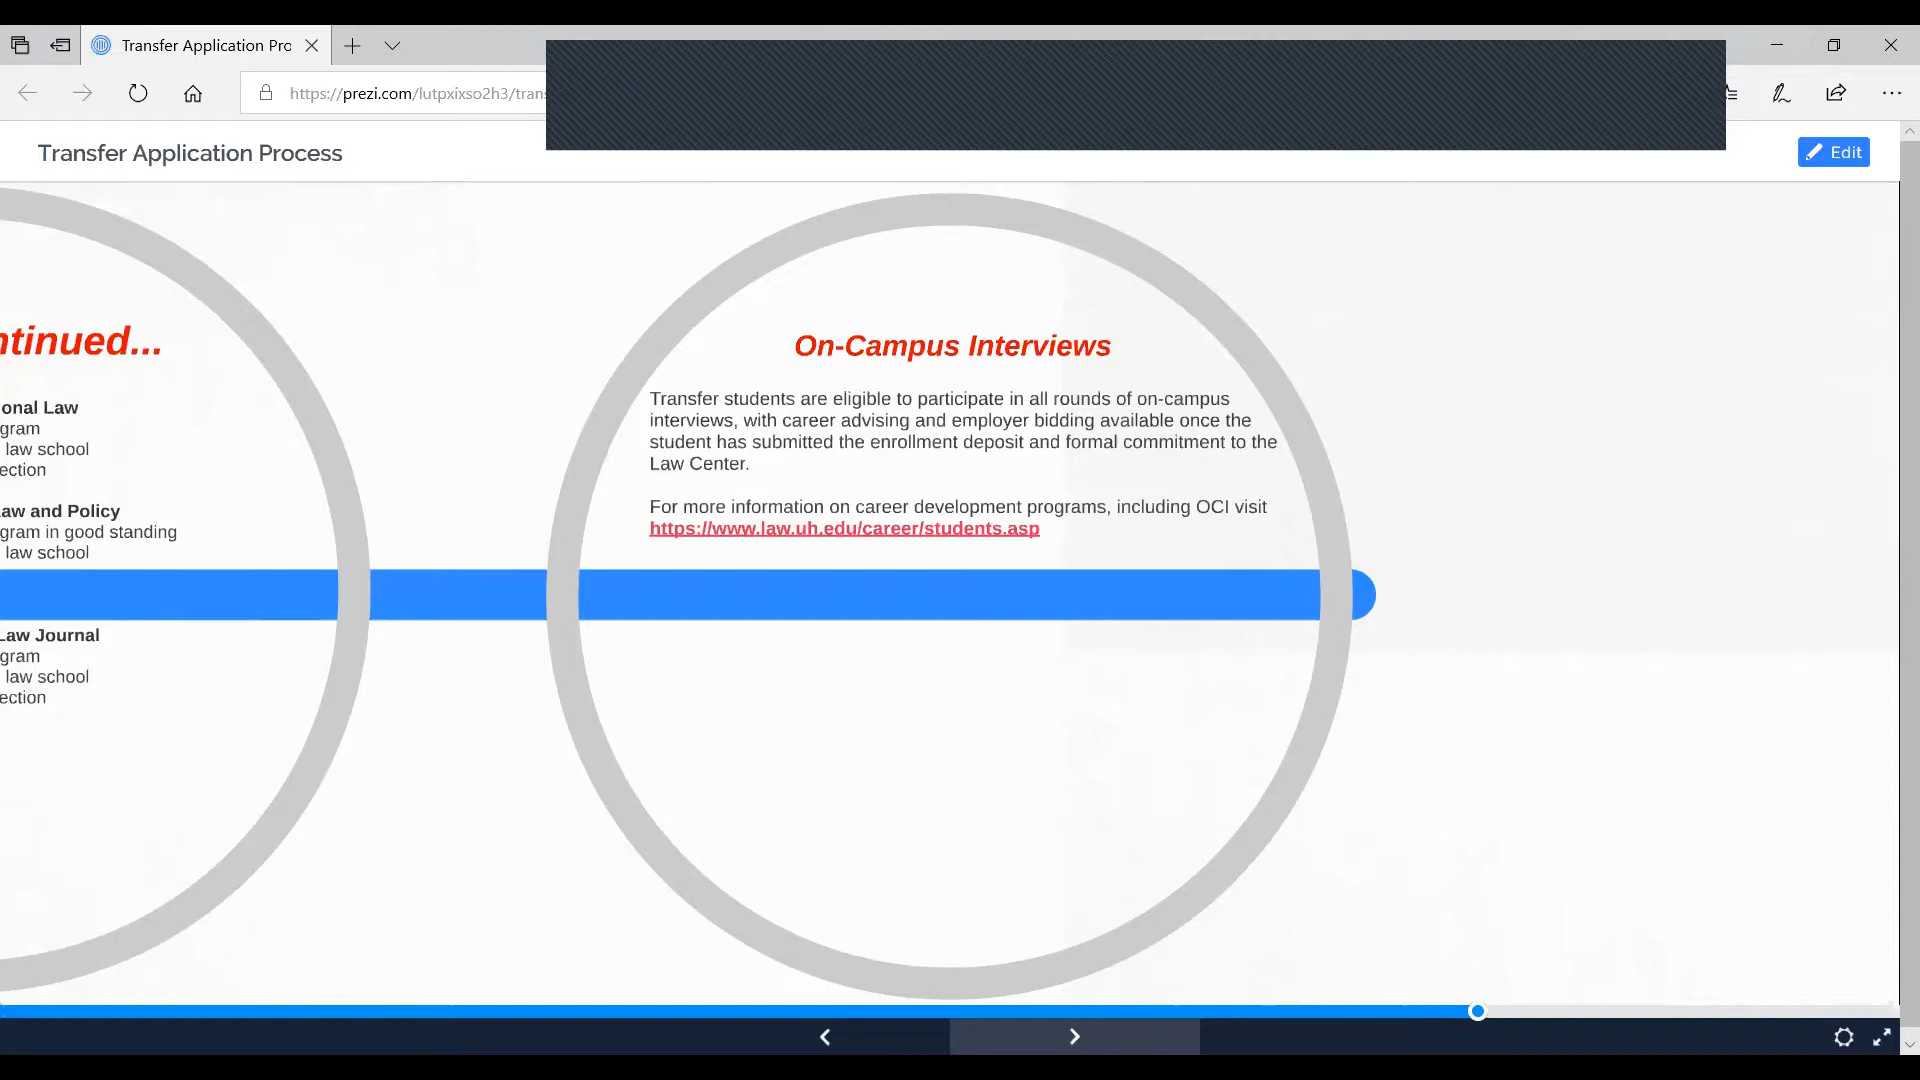 Transfer Application Pro
https://prezi.com/lutpxixso2h3/tran
Transfer Application Process
Edit
ntinued...
onal Law
gram
law school
ection
aw and Policy
gram in good standing
law school
Law Journal
gram
law school
ection
On-Campus Interviews
Transfer students are eligible to participate in all rounds of on-campus
interviews, with career advising and employer bidding available once the
student has submitted the enrollment deposit and formal commitment to the
Law Center.
For more information on career development programs, including OCI visit
https://www.law.uh.edu/career/students.asp